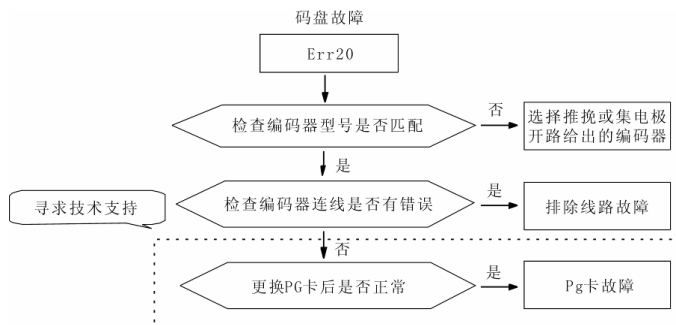 码盘故障
Err20
检查编码器型号是否匹配
否
选择推挽或集电极
开路给出的编码器
是
寻求技术支持
检查编码器连线是否有错误
是
排除线路故障
否
更换PG卡后是否正常
是
Pg卡故障